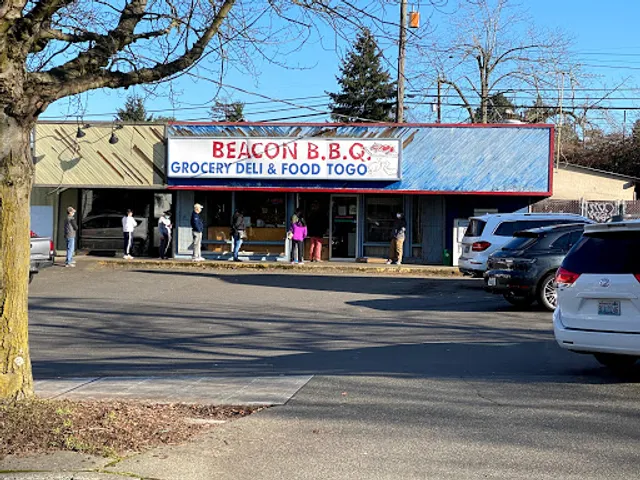 BEACON B.B.Q.
GROCERY DELI & FOOD TOGO